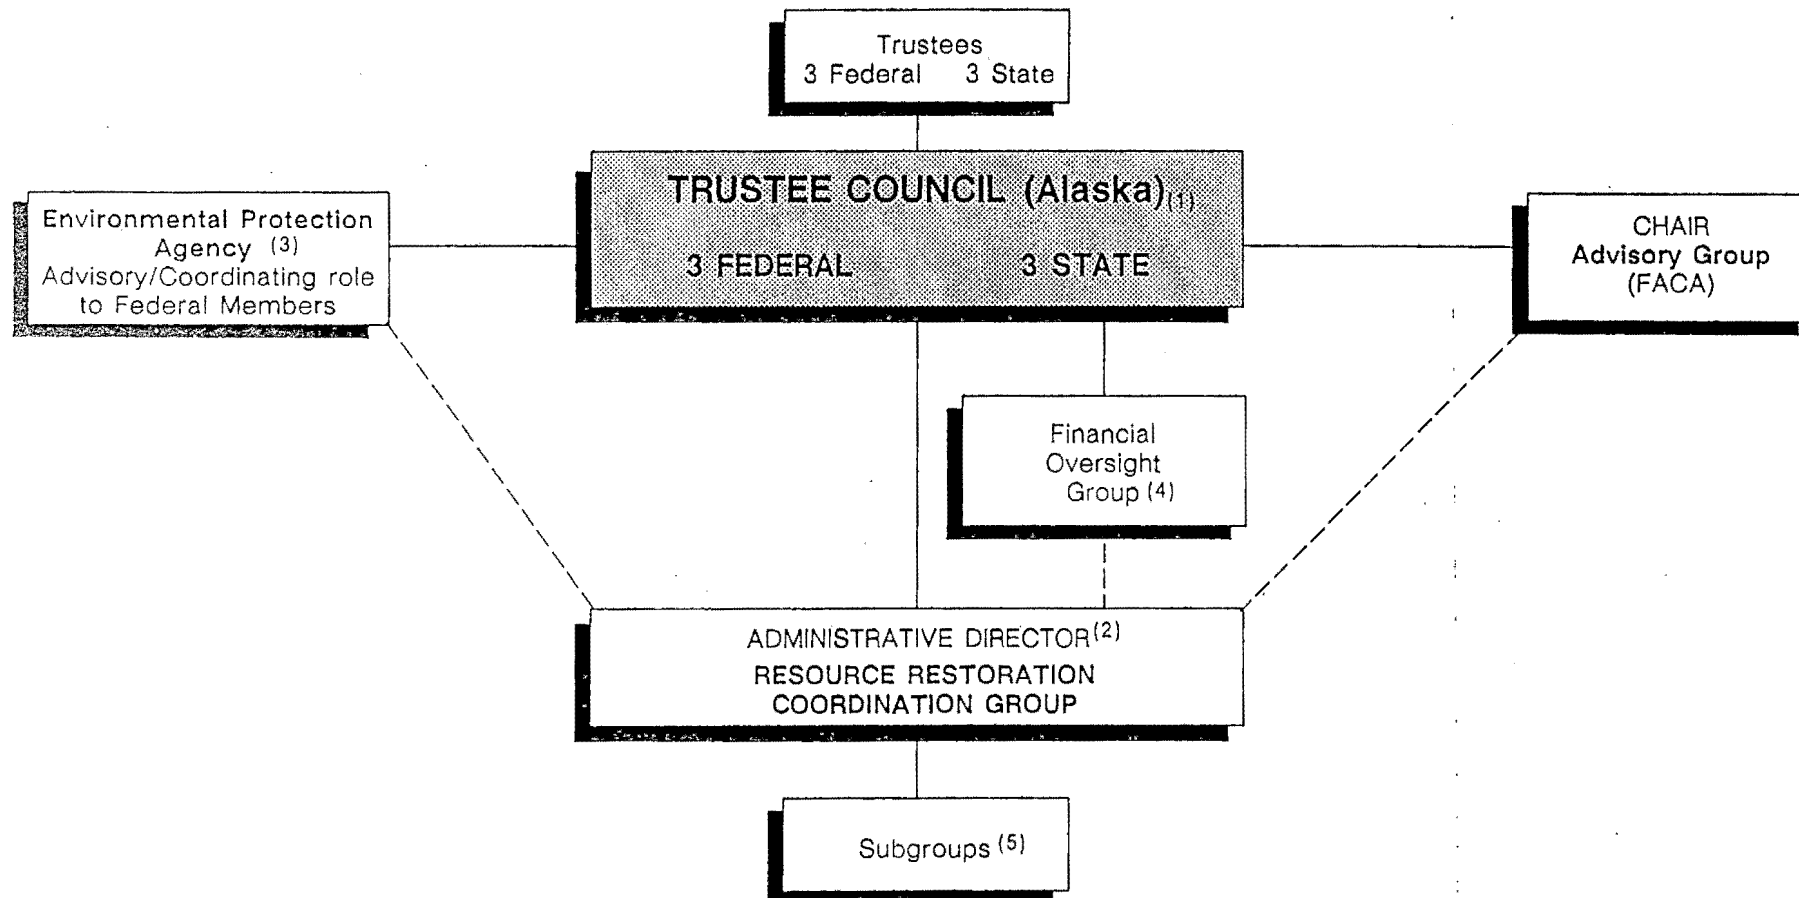 Trustees
3 Federal 3 State
TRUSTEE COUNCIL (Alaska)(1)
3 FEDERAL 3 STATE
Environmental Protection
Agency (3)
Advisory/Coordinating role
to Federal Members
CHAIR
Advisory Group
(FACA)
Financial
Oversight
Group (4)
ADMINISTRATIVE DIRECTOR(2)
RESOURCE RESTORATION
COORDINATION GROUP
Subgroups (5)